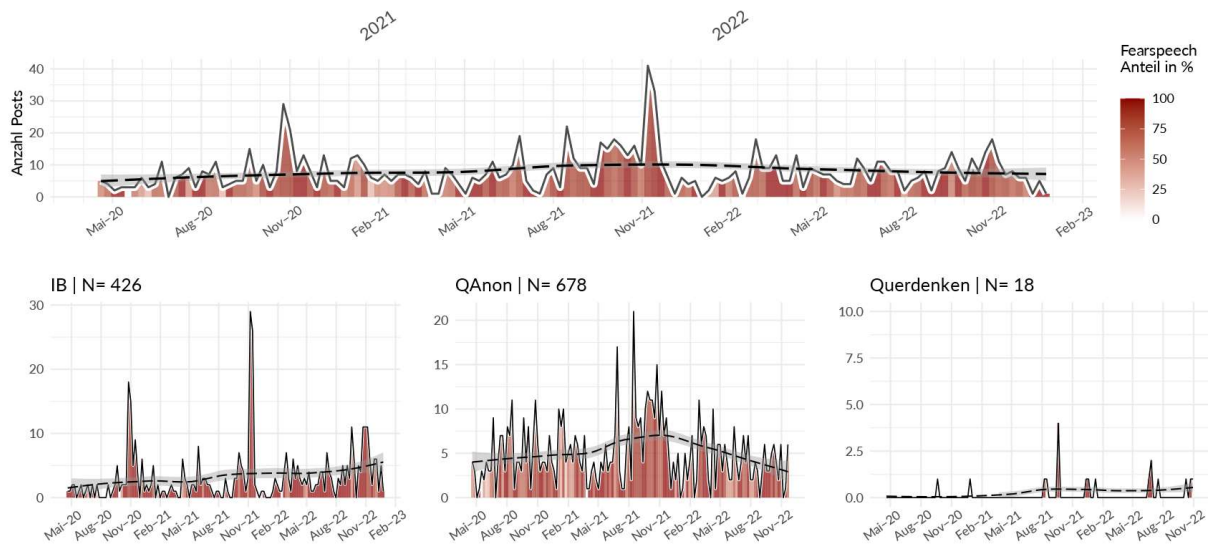 2021 2022
Fearspeech
Anteil in %
100
75
50
25
0
Anzahl Posts
40
30
20
10
0
Mai-20 Aug-20 Nov-20 Feb-21 Mai-21 Aug-21 Nov-21 Feb-22 Mai-22 Aug-22 Nov-22 Feb-23
IB | N= 426
30
20
10
0
Mai-20 Aug-20 Nov-20 Feb-21 Mai-21 Aug-21 Nov-21 Feb-22 Mai-22 Aug-22 Nov-22 Feb-23
QAnon | N= 678
20
15
10
5
0
Mai-20 Aug-20 Nov-20 Feb-21 Mai-21 Aug-21 Nov-21 Feb-22 Mai-22 Aug-22 Nov-22
Querdenken | N= 18
10.0
7.5
5.0
2.5
0.0
Mai-20 Aug-20 Nov-20 Feb-21 Mai-21 Aug-21 Nov-21 Feb-22 Mai-22 Aug-22 Nov-22